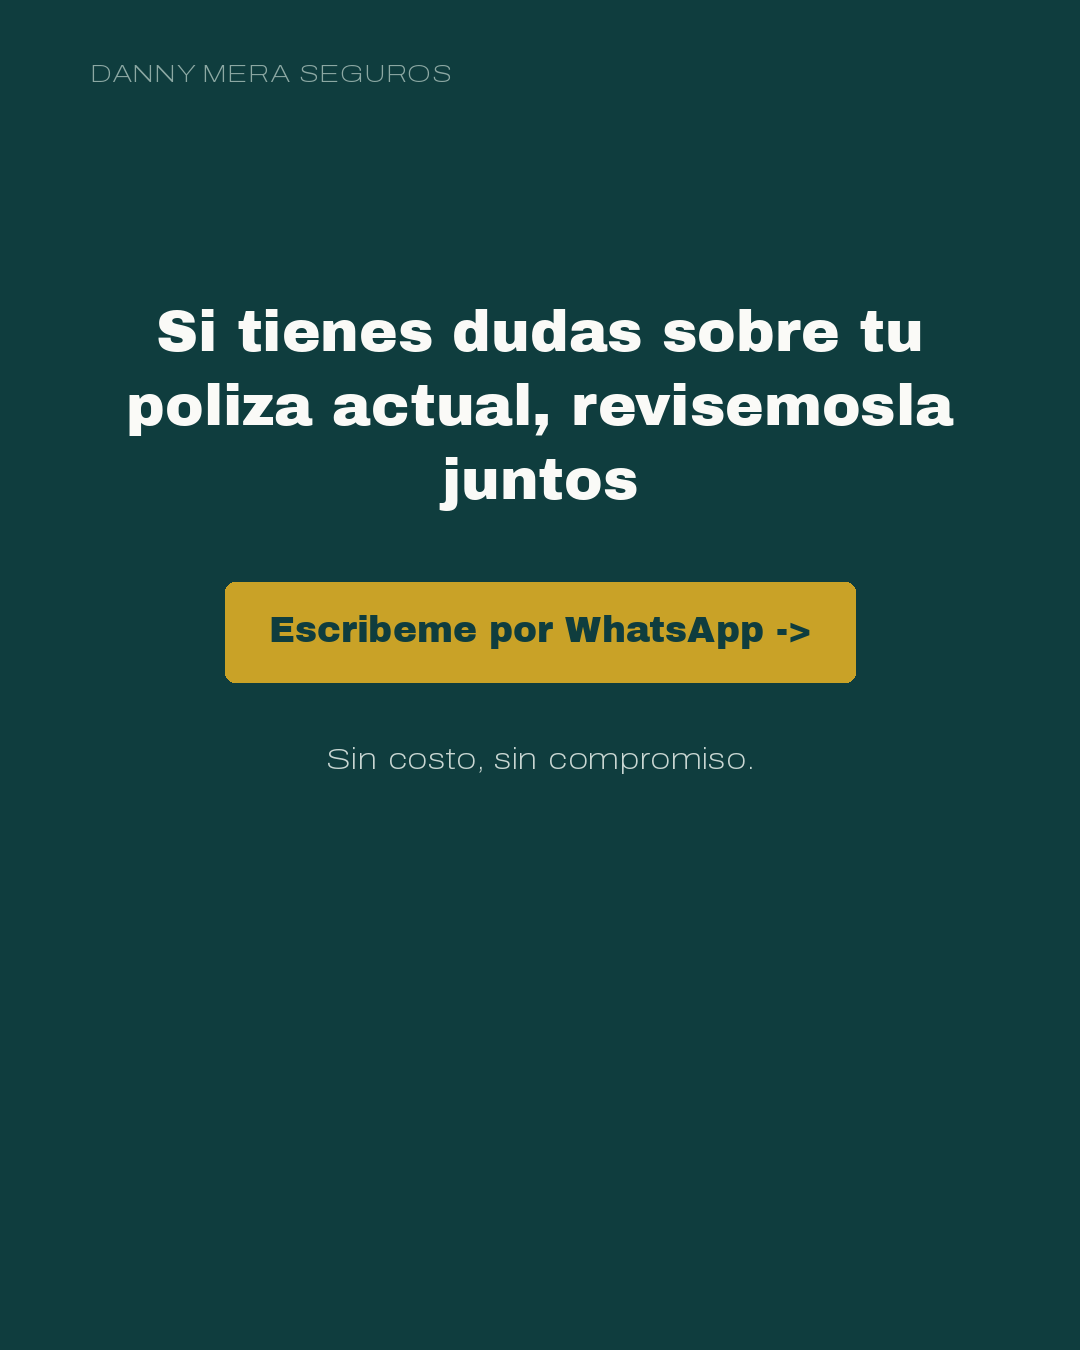 DANNY MERA SEGUROS
Si tienes dudas sobre tu
poliza actual, revisemosla
juntos
Escribeme por WhatsApp ->
Sin costo, sin compromiso.